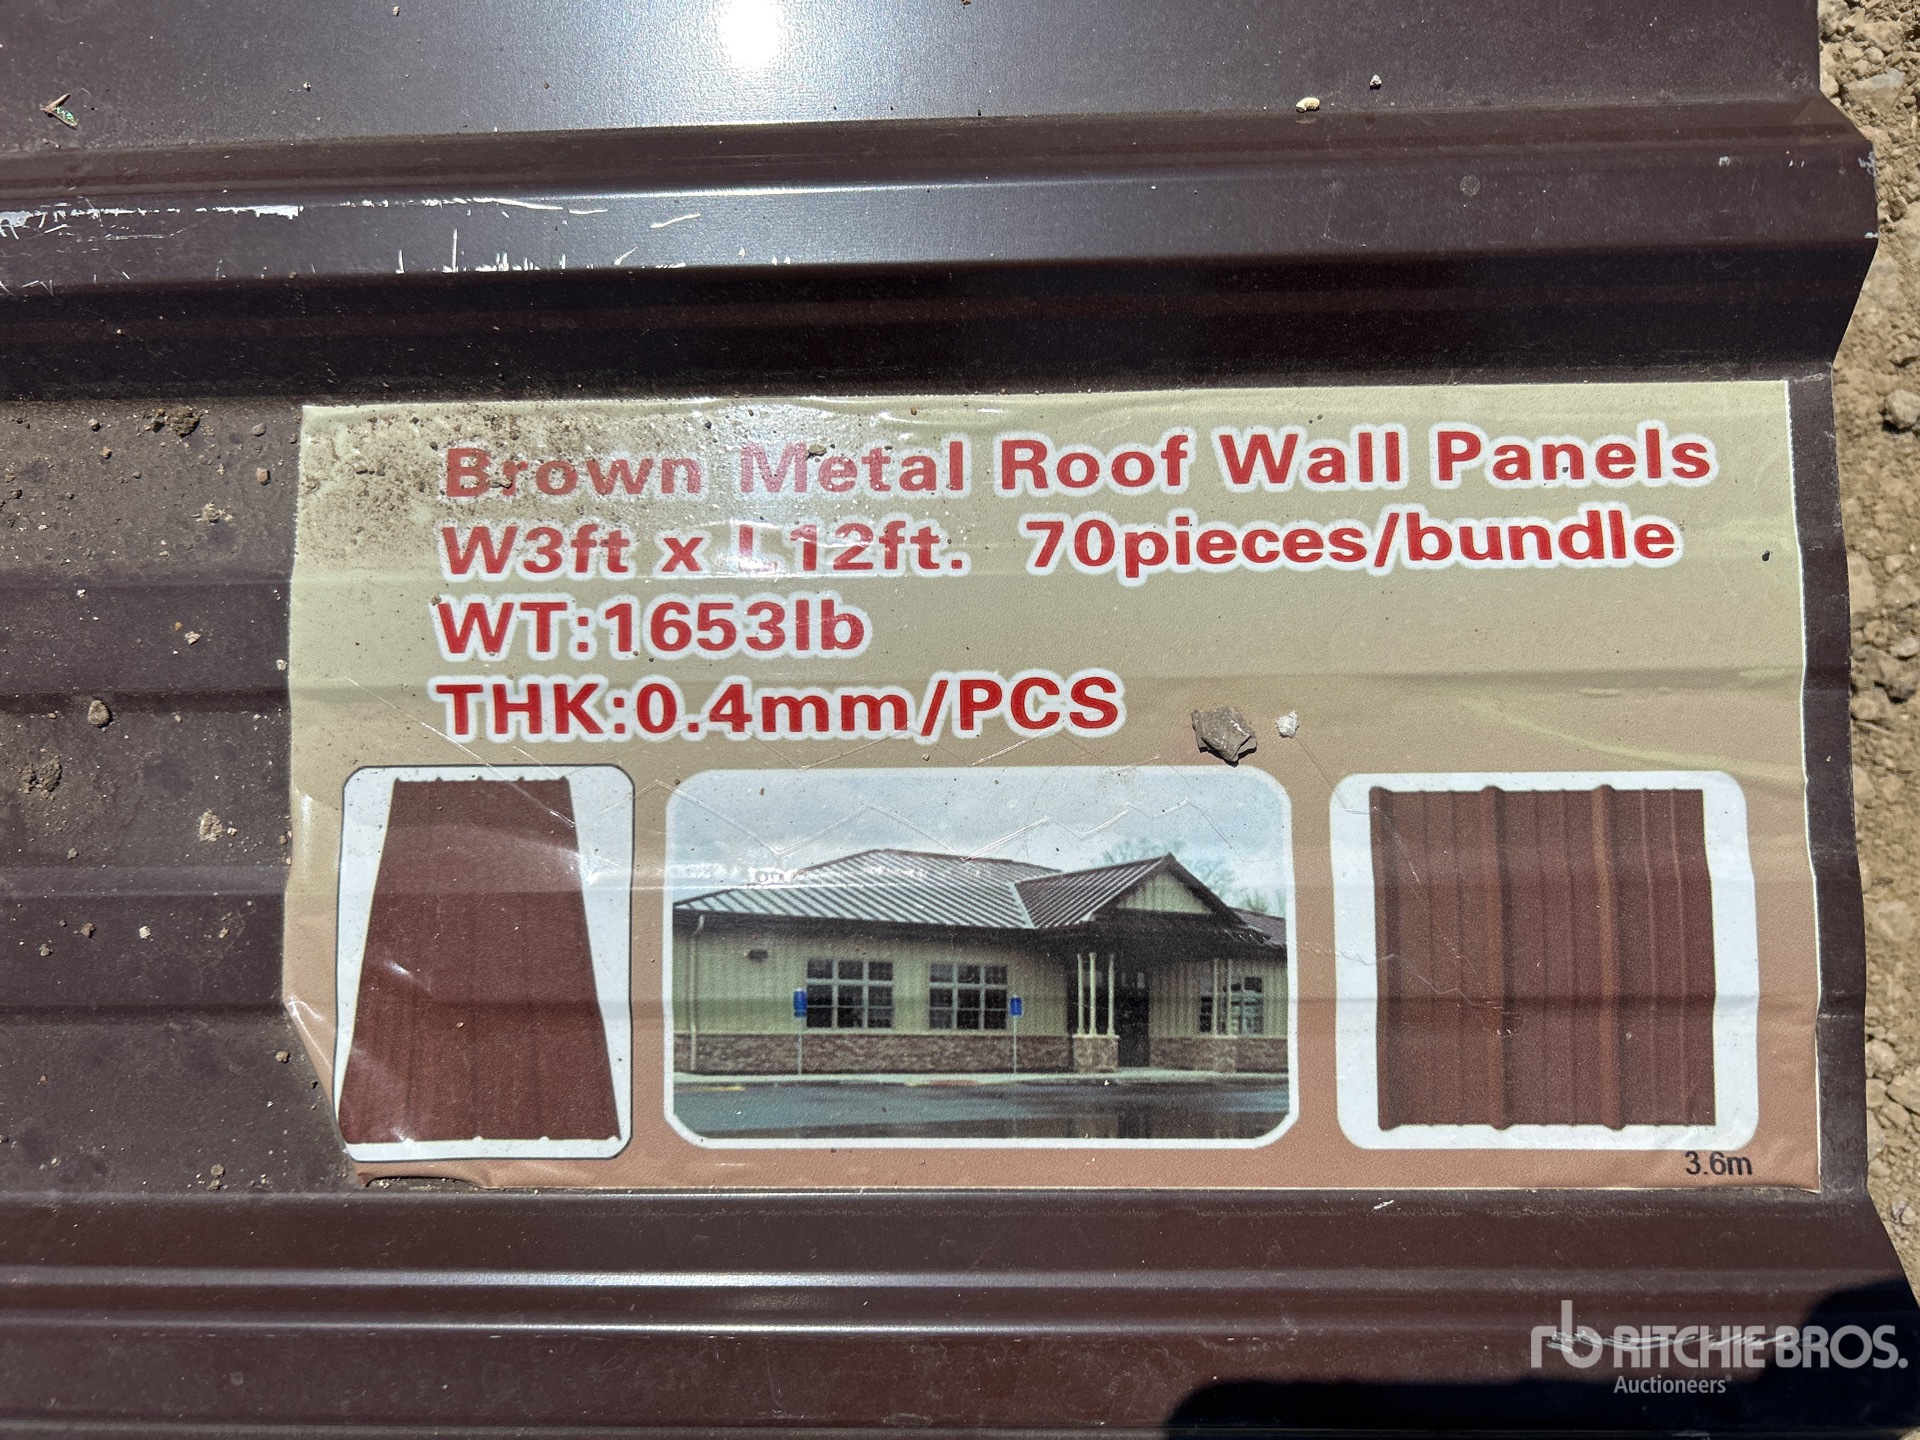 Brown Metal Roof Wall Panels
W3ft x L12ft. 70pieces/bundle
WT:1653lb
THK:0.4mm/PCS
3.6m
rb RITCHIE BROS.
Auctioneers